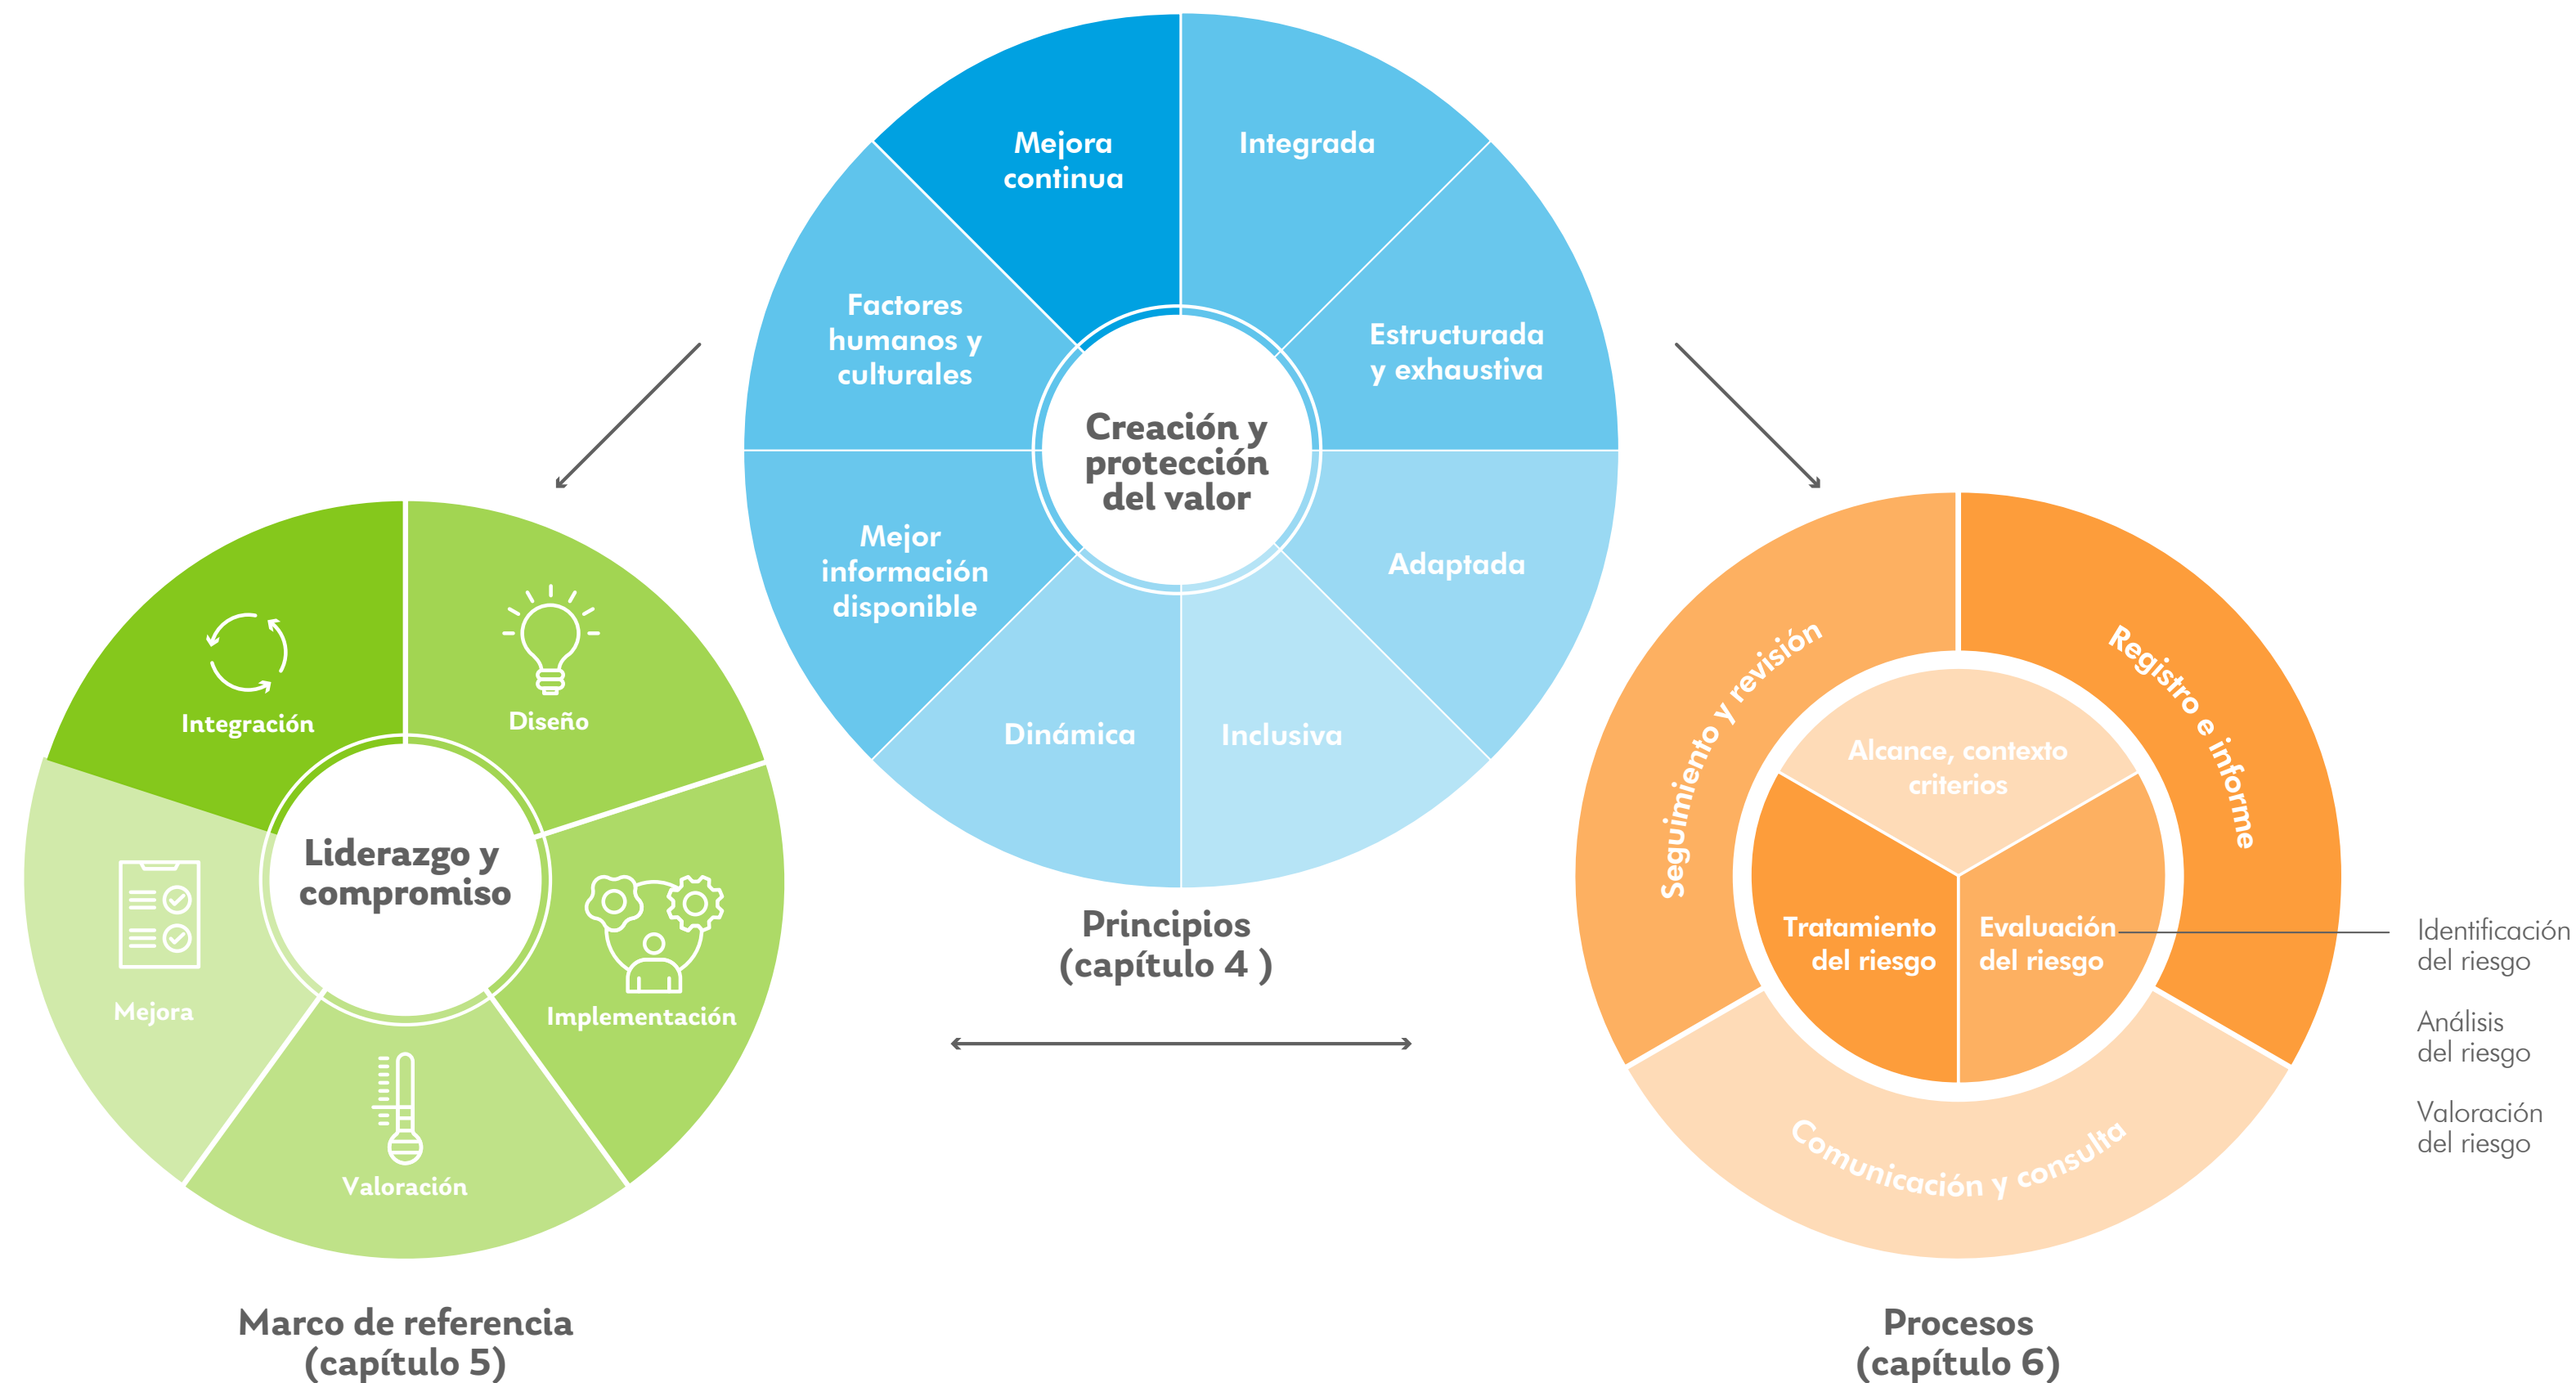 Mejora
continua
Integrada
Estructurada
y exhaustiva
Adaptada
Inclusiva
Dinámica
Mejor
información
disponible
Factores
humanos y
culturales
Creación y
protección
del valor
Principios
(capítulo 4 )
Integración
Diseño
Implementación
Valoración
Mejora
Liderazgo y
compromiso
Marco de referencia
(capítulo 5)
Seguimiento y revisión
Registro e informe
Comunicación y consulta
Alcance, contexto
criterios
Tratamiento
del riesgo
Evaluación
del riesgo
Identificación
del riesgo
Análisis
del riesgo
Valoración
del riesgo
Procesos
(capítulo 6)